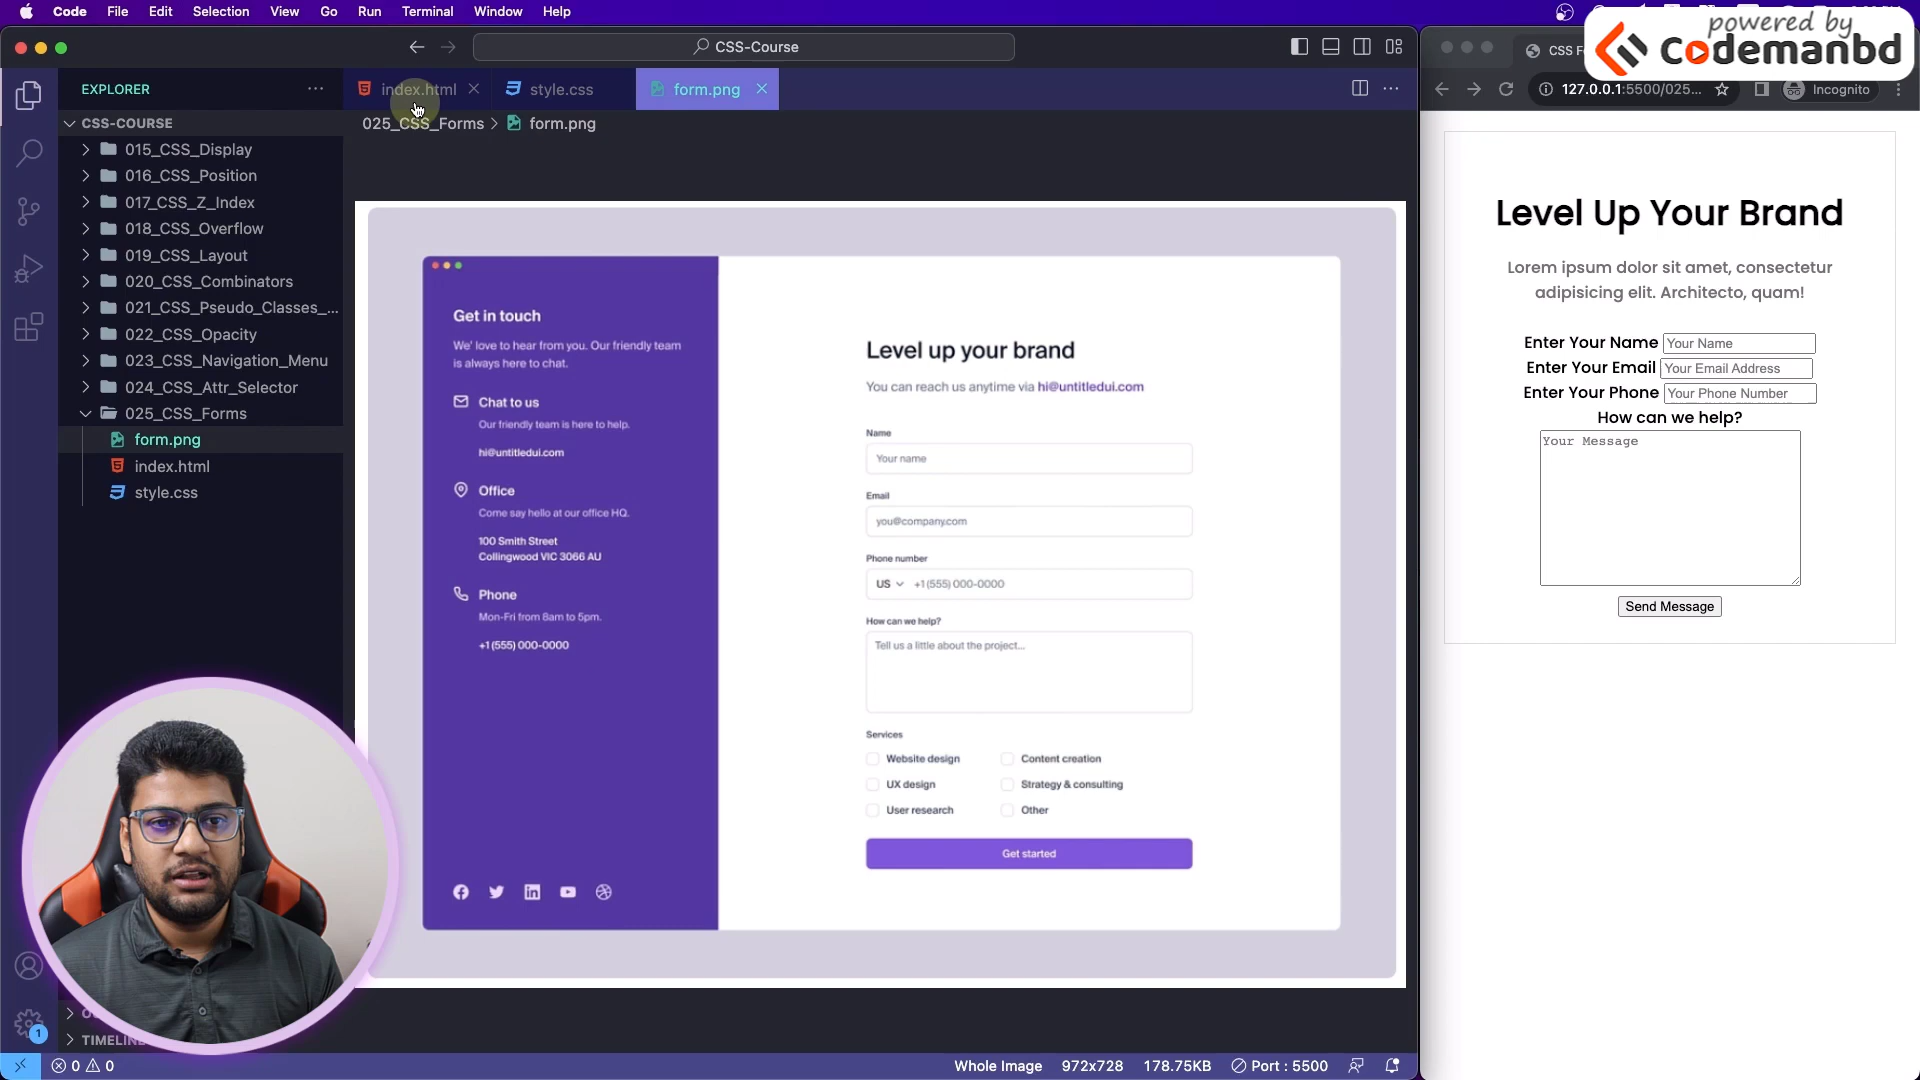 Code File Edit Selection View Go Run Terminal Window Help
CSS-Course
powered by
Codemanbd
EXPLORER
index.html
style.css
form.png
CSS F
127.0.0.1:5500/025...
Incognito
025_CSS_Forms > form.png
CSS-COURSE
015_CSS_Display
016_CSS_Position
017_CSS_Z_Index
018_CSS_Overflow
019_CSS_Layout
020_CSS_Combinators
021_CSS_Pseudo_Classes_...
022_CSS_Opacity
023_CSS_Navigation_Menu
024_CSS_Attr_Selector
025_CSS_Forms
form.png
index.html
style.css
TIMELINE
Get in touch
We' love to hear from you. Our friendly team
is always here to chat.
Chat to us
Our friendly team is here to help.
hi@untitledui.com
Office
Come say hello at our office HQ.
100 Smith Street
Collingwood VIC 3066 AU
Phone
Mon-Fri from 8am to 5pm.
+1 (555) 000-0000
Level up your brand
You can reach us anytime via hi@untitledui.com
Name
Your name
Email
you@company.com
Phone number
US +1 (555) 000-0000
How can we help?
Tell us a little about the project...
Services
Website design
Content creation
UX design
Strategy & consulting
User research
Other
Get started
Level Up Your Brand
Lorem ipsum dolor sit amet, consectetur
adipisicing elit. Architecto, quam!
Enter Your Name Your Name
Enter Your Email Your Email Address
Enter Your Phone Your Phone Number
How can we help?
Your Message
Send Message
1
0 0
Whole Image 972x728 178.75KB Port : 5500